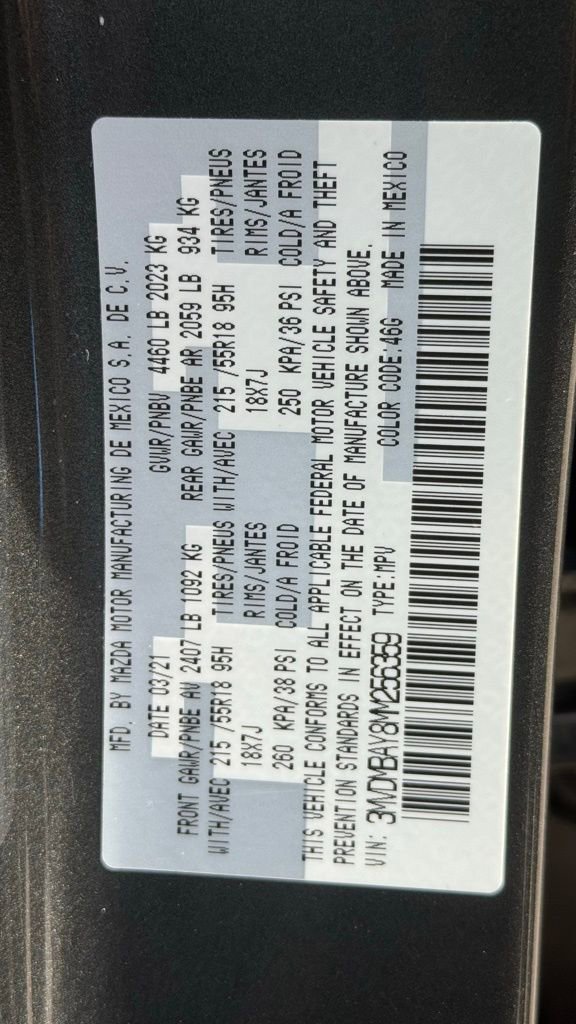 MFD BY MAZDA MOTOR MANUFACTURING DE MEXICO S.A. DE C.V.
DATE 03/21 GVWR/PNBV 4460 LB 2023 KG
FRONT GAWR/PNBE AV 2407 LB 1092 KG REAR GAWR/PNBE AR 2059 LB 934 KG
WITH/AVEC 215 /55R18 95H TIRES/PNEUS WITH/AVEC 215 /55R18 95H TIRES/PNEUS
18X7J RIMS/JANTES 18X7J RIMS/JANTES
260 KPA/38 PSI COLD/A FROID 250 KPA/36 PSI COLD/A FROID
THIS VEHICLE CONFORMS TO ALL APPLICABLE FEDERAL MOTOR VEHICLE SAFETY AND THEFT
PREVENTION STANDARDS IN EFFECT ON THE DATE OF MANUFACTURE SHOWN ABOVE.
VIN: 3MVDMBAY8MM256359 TYPE:MPV COLOR CODE:46G MADE IN MEXICO